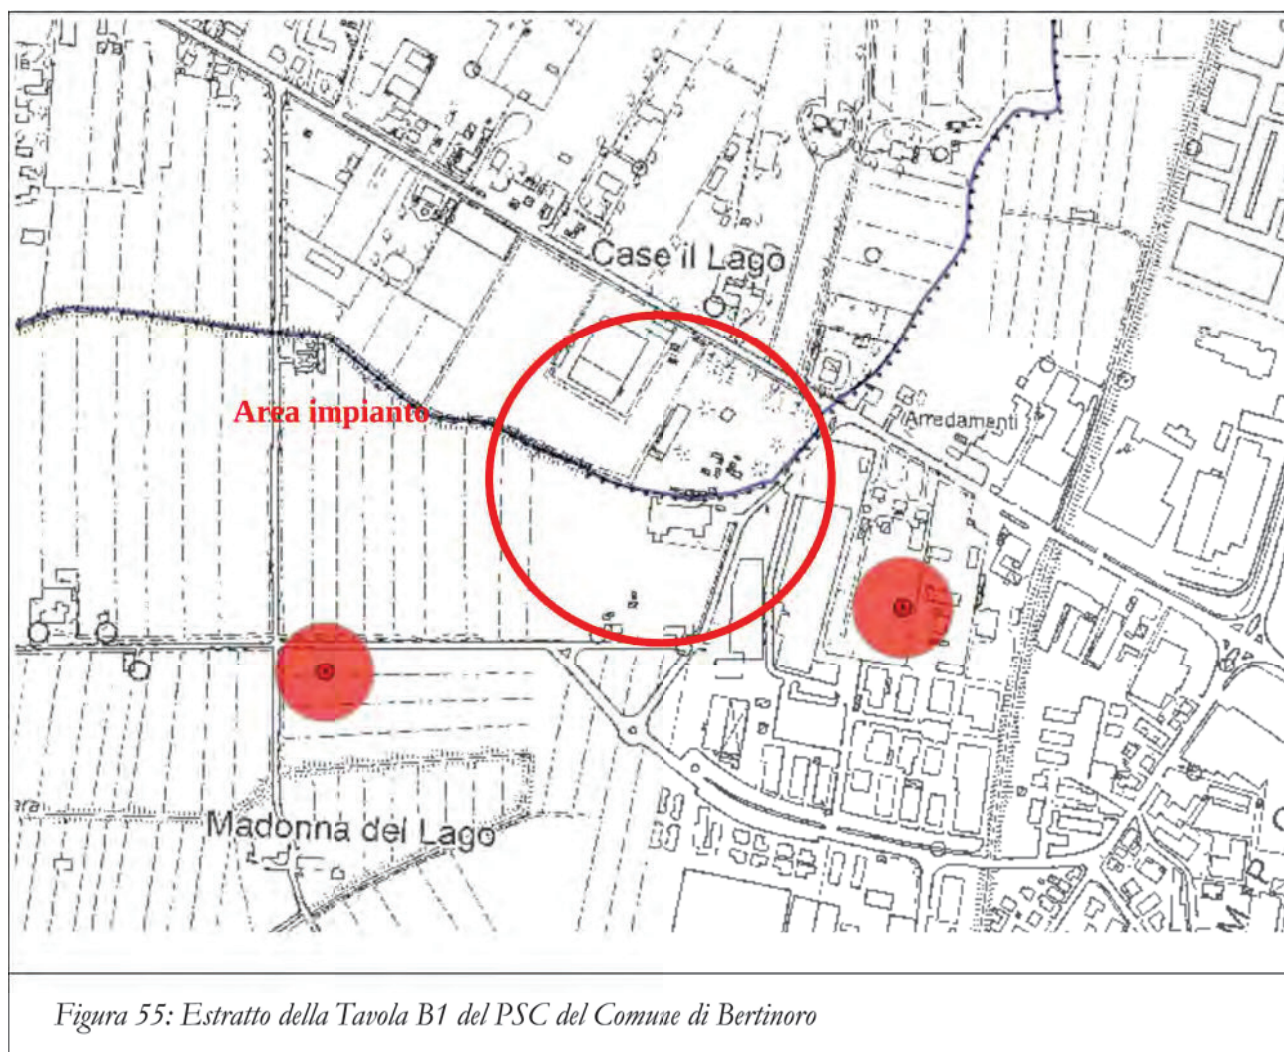 Case il Lago
Area impianto
Arredamenti
Madonna del Lago
Figura 55: Estratto della Tavola B1 del PSC del Comune di Bertinoro